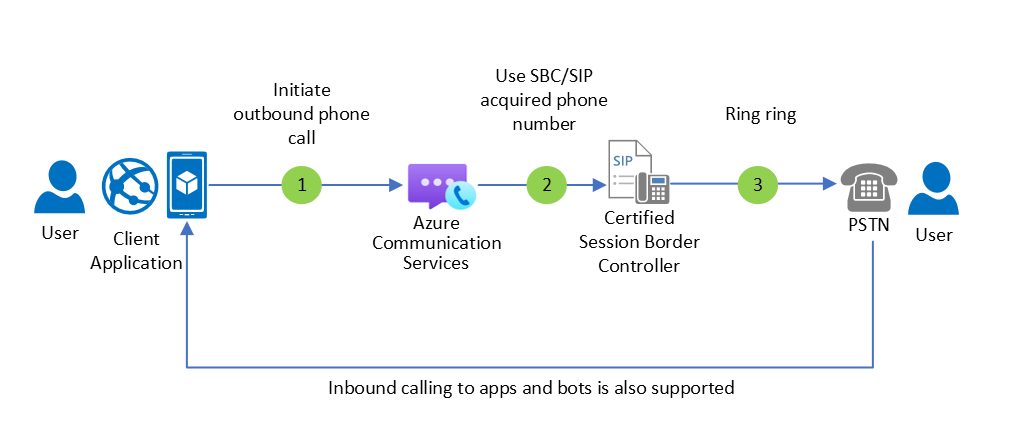 Initiate
outbound phone
call
Use SBC/SIP
acquired phone
number
Ring ring
1
2
SIP
3
User
Client
Application
Azure
Communication
Services
Certified
Session Border
Controller
PSTN
User
Inbound calling to apps and bots is also supported